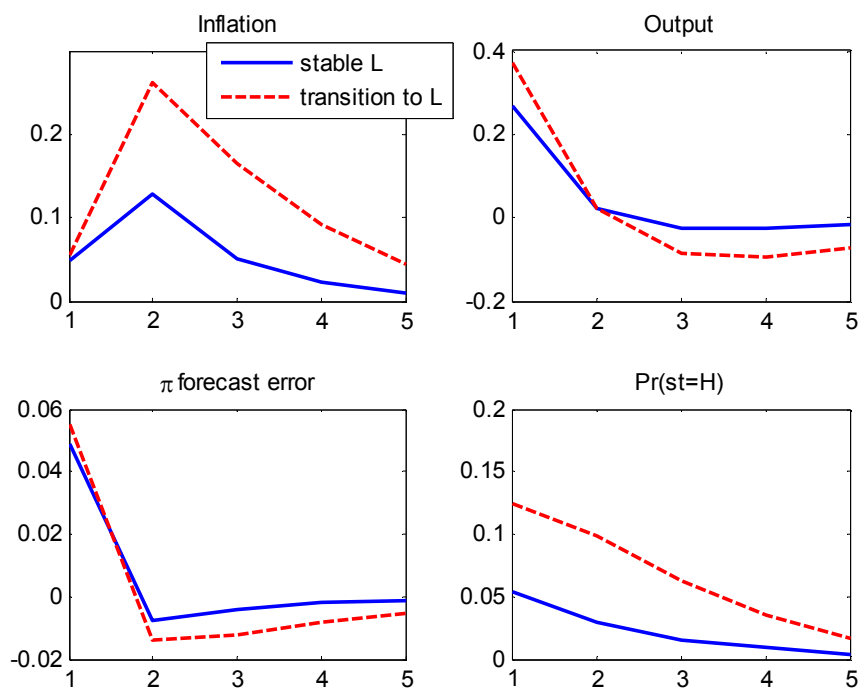 Inflation
stable L
transition to L
0.2
0.1
0
1 2 3 4 5
Output
0.4
0.2
0
-0.2
1 2 3 4 5
π forecast error
0.06
0.04
0.02
0
-0.02
1 2 3 4 5
Pr(st=H)
0.2
0.15
0.1
0.05
0
1 2 3 4 5